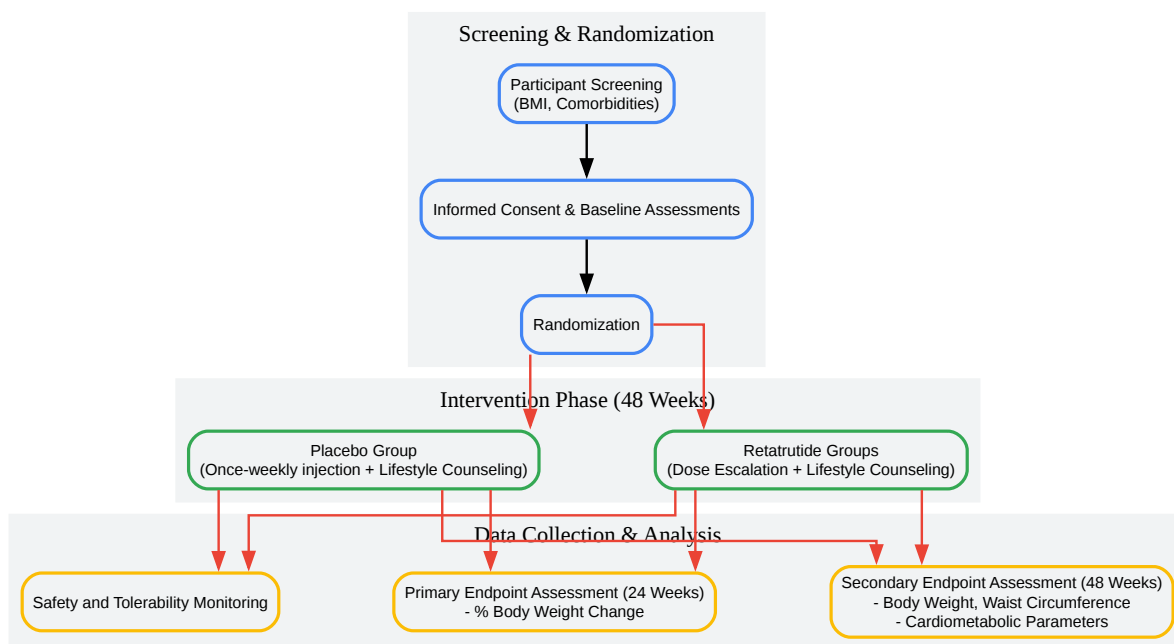 Screening & Randomization
Participant Screening
(BMI, Comorbidities)
Informed Consent & Baseline Assessments
Randomization
Intervention Phase (48 Weeks)
Placebo Group
(Once-weekly injection + Lifestyle Counseling)
Retatrutide Groups
(Dose Escalation + Lifestyle Counseling)
Data Collection & Analysis
Safety and Tolerability Monitoring
Primary Endpoint Assessment (24 Weeks)
- % Body Weight Change
Secondary Endpoint Assessment (48 Weeks)
- Body Weight, Waist Circumference
- Cardiometabolic Parameters